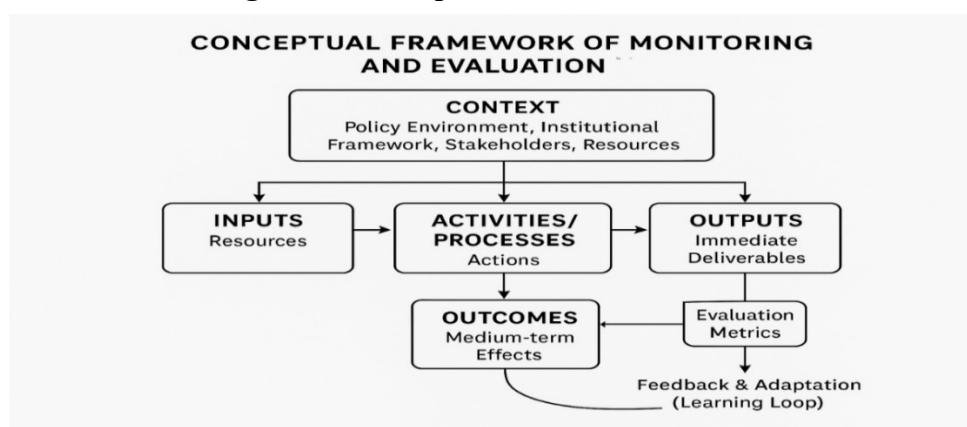 CONCEPTUAL FRAMEWORK OF MONITORING
AND EVALUATION
CONTEXT
Policy Environment, Institutional
Framework, Stakeholders, Resources
INPUTS
Resources
ACTIVITIES/
PROCESSES
Actions
OUTPUTS
Immediate
Deliverables
OUTCOMES
Medium-term
Effects
Evaluation
Metrics
Feedback & Adaptation
(Learning Loop)